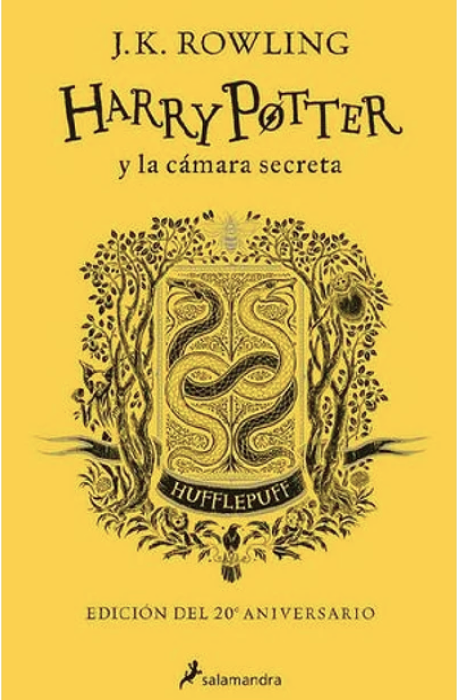 J.K. ROWLING
HARRY POTTER
y la cámara secreta
HUFFLEPUFF
EDICIÓN DEL 20º ANIVERSARIO
salamandra